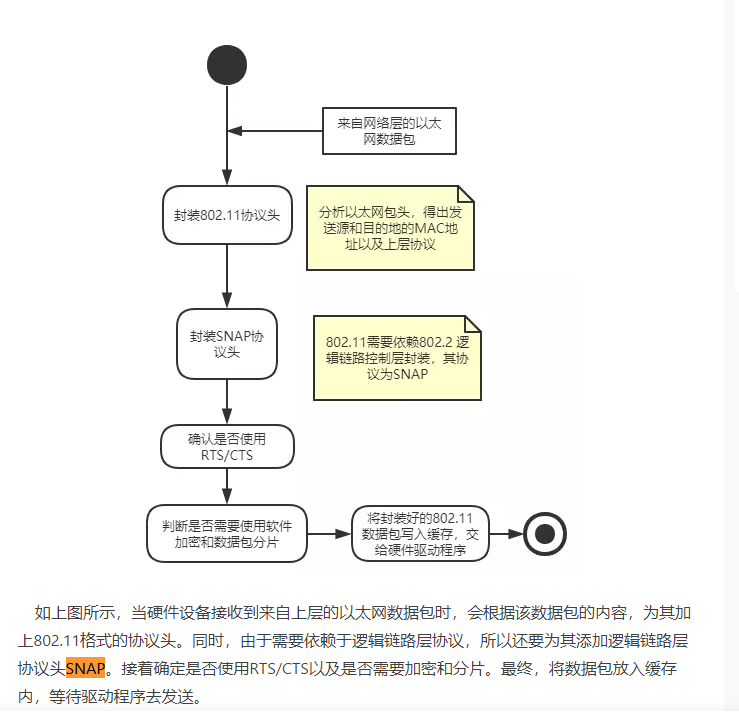 来自网络层的以太
网数据包
封装802.11协议头
分析以太网包头，得出发
送源和目的地的MAC地
址以及上层协议
封装SNAP协
议头
802.11需要依赖802.2 逻
辑链路控制层封装，其协
议为SNAP
确认是否使用
RTS/CTS
判断是否需要使用软件
加密和数据包分片
将封装好的802.11
数据包写入缓存，交
给硬件驱动程序
如上图所示，当硬件设备接收到来自上层的以太网数据包时，会根据该数据包的内容，为其加
上802.11格式的协议头。同时，由于需要依赖于逻辑链路层协议，所以还要为其添加逻辑链路层
协议头SNAP。接着确定是否使用RTS/CTS以及是否需要加密和分片。最终，将数据包放入缓存
内，等待驱动程序去发送。